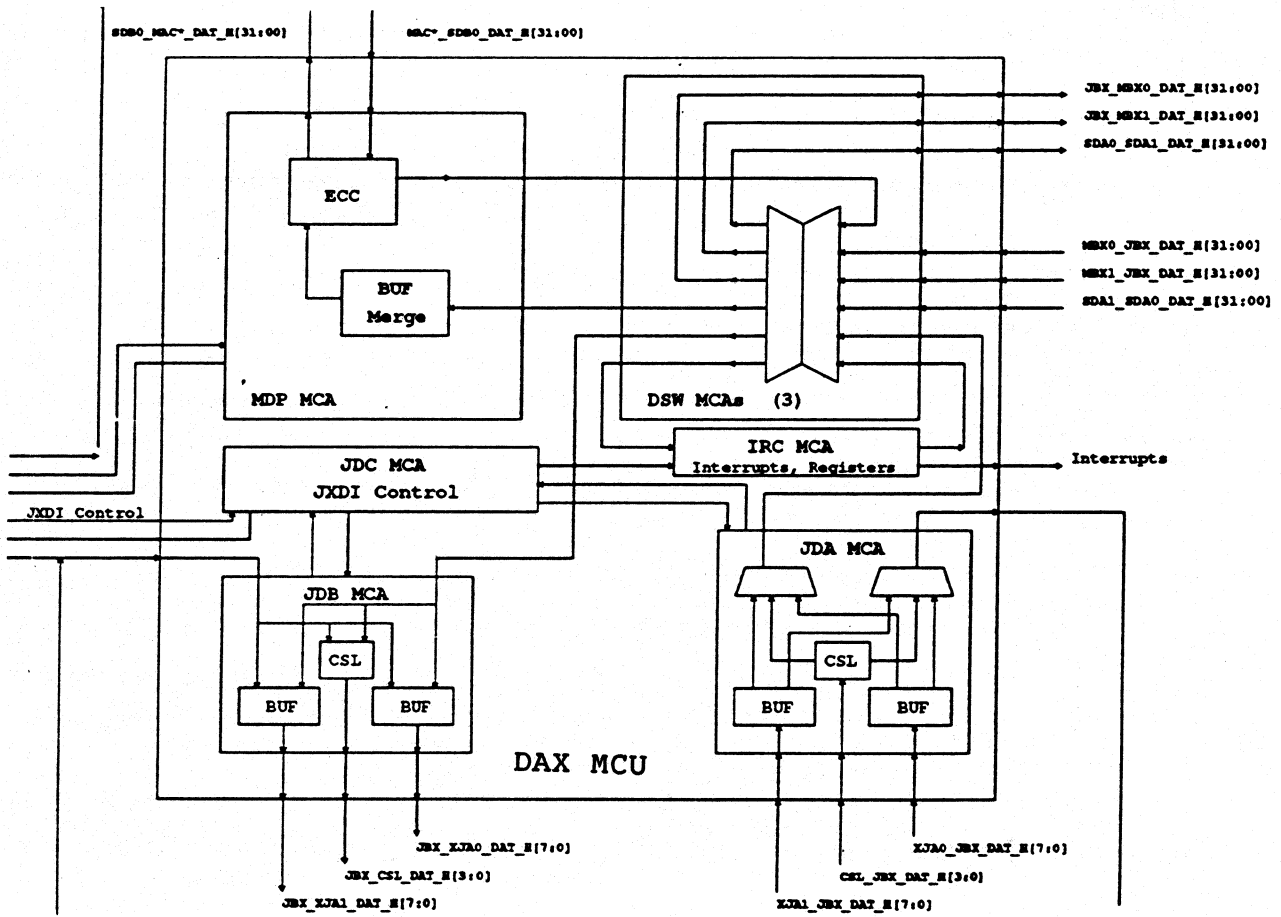 SDB0_MAC*_DAT_H[31:00]
MAC*_SDB0_DAT_H[31:00]
JBX_MBX0_DAT_H[31:00]
JBX_MBX1_DAT_H[31:00]
SDA0_SDA1_DAT_H[31:00]
ECC
MBX0_JBX_DAT_H[31:00]
MBX1_JBX_DAT_H[31:00]
SDA1_SDA0_DAT_H[31:00]
BUF
Merge
MDP MCA
DSW MCAs (3)
IRC MCA
Interrupts, Registers
Interrupts
JDC MCA
JXDI Control
JXDI Control
JDA MCA
JDB MCA
CSL
CSL
BUF
BUF
BUF
BUF
DAX MCU
JBX_XJA0_DAT_H[7:0]
XJA0_JBX_DAT_H[7:0]
JBX_CSL_DAT_H[3:0]
CSL_JBX_DAT_H[3:0]
JBX_XJA1_DAT_H[7:0]
XJA1_JBX_DAT_H[7:0]